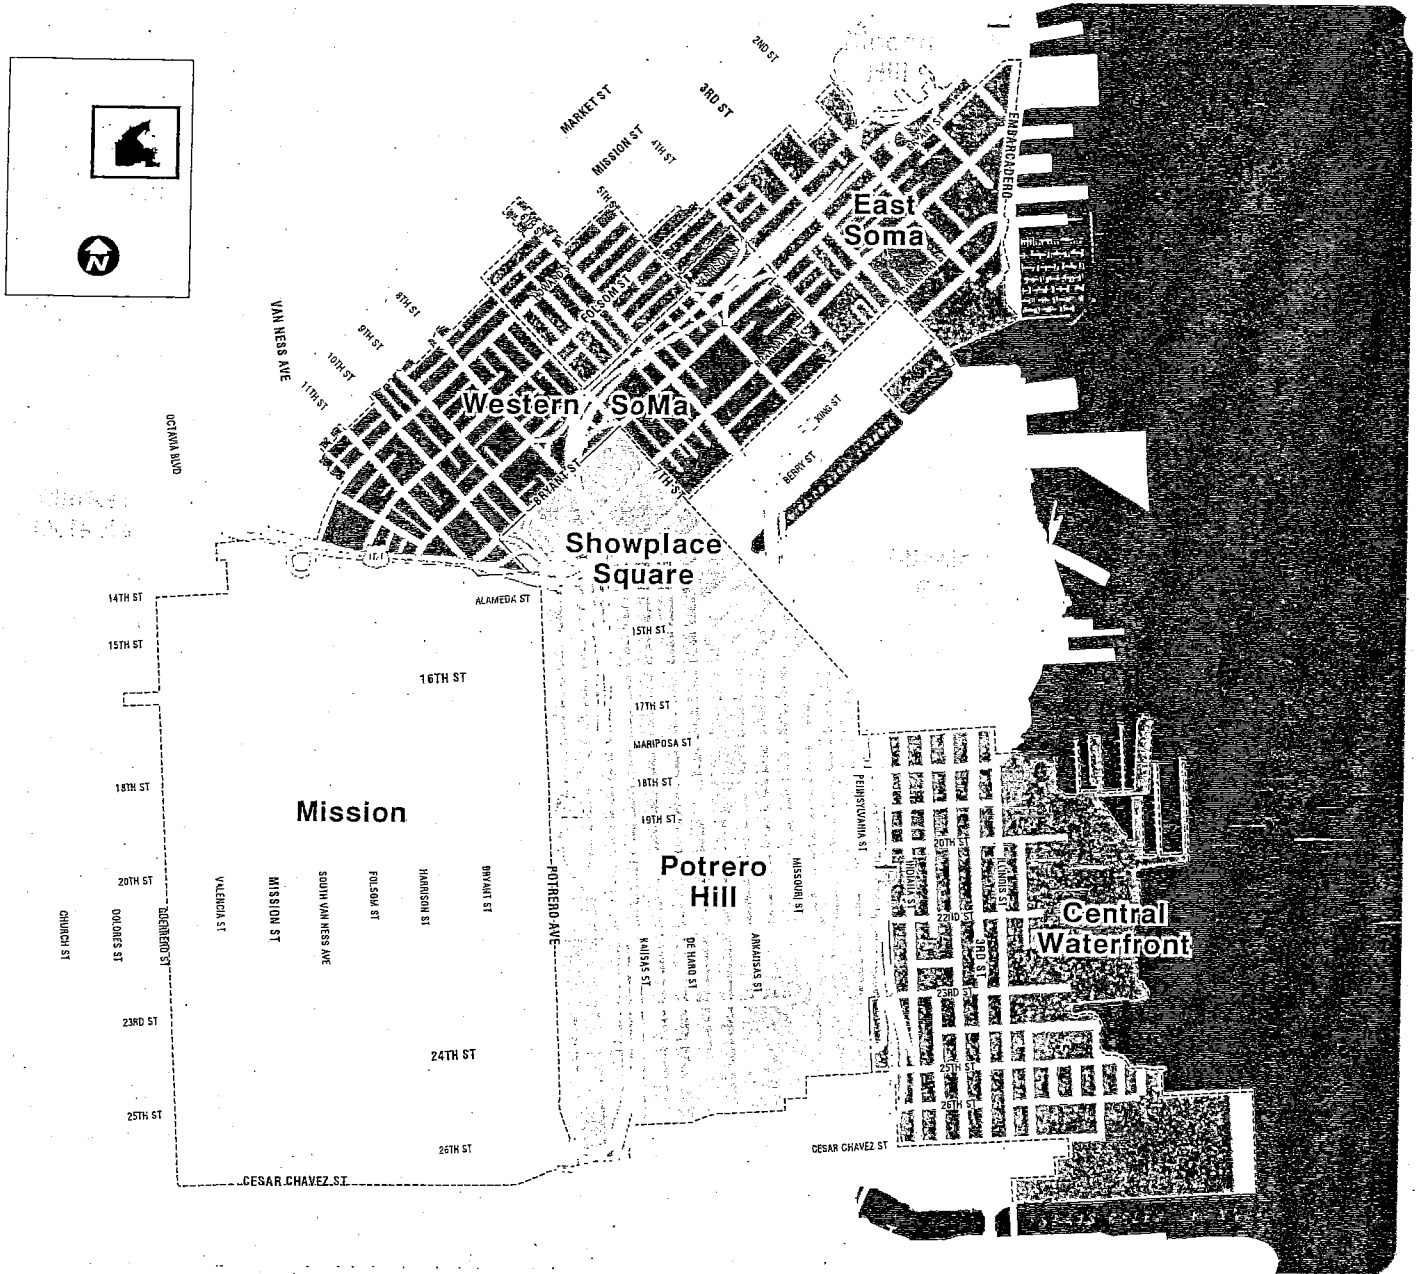 2ND ST
MARKET ST
3RD ST
MISSION ST
4TH ST
5TH ST
EMBARCADERO
East
Soma
N
VAN NESS AVE
8TH ST
9TH ST
10TH ST
11TH ST
FOLSOM ST
Western SoMa
OCTAVIA BLVD
KING ST
BERRY ST
BRYANT ST
7TH ST
Showplace
Square
14TH ST
ALAMEDA ST
15TH ST
15TH ST
16TH ST
17TH ST
MARIPOSA ST
18TH ST
18TH ST
19TH ST
PENNSYLVANIA ST
Mission
20TH ST
Potrero
Hill
20TH ST
CHURCH ST
DOLORES ST
GUERRERO ST
VALENCIA ST
MISSION ST
SOUTH VAN NESS AVE
FOLSOM ST
HARRISON ST
BRYANT ST
POTRERO AVE
KANSAS ST
DE HARO ST
ARKANSAS ST
MISSOURI ST
INDIANA ST
ILLINOIS ST
3RD ST
22ND ST
Central
Waterfront
23RD ST
23RD ST
24TH ST
25TH ST
25TH ST
26TH ST
26TH ST
CESAR CHAVEZ ST
CESAR CHAVEZ ST